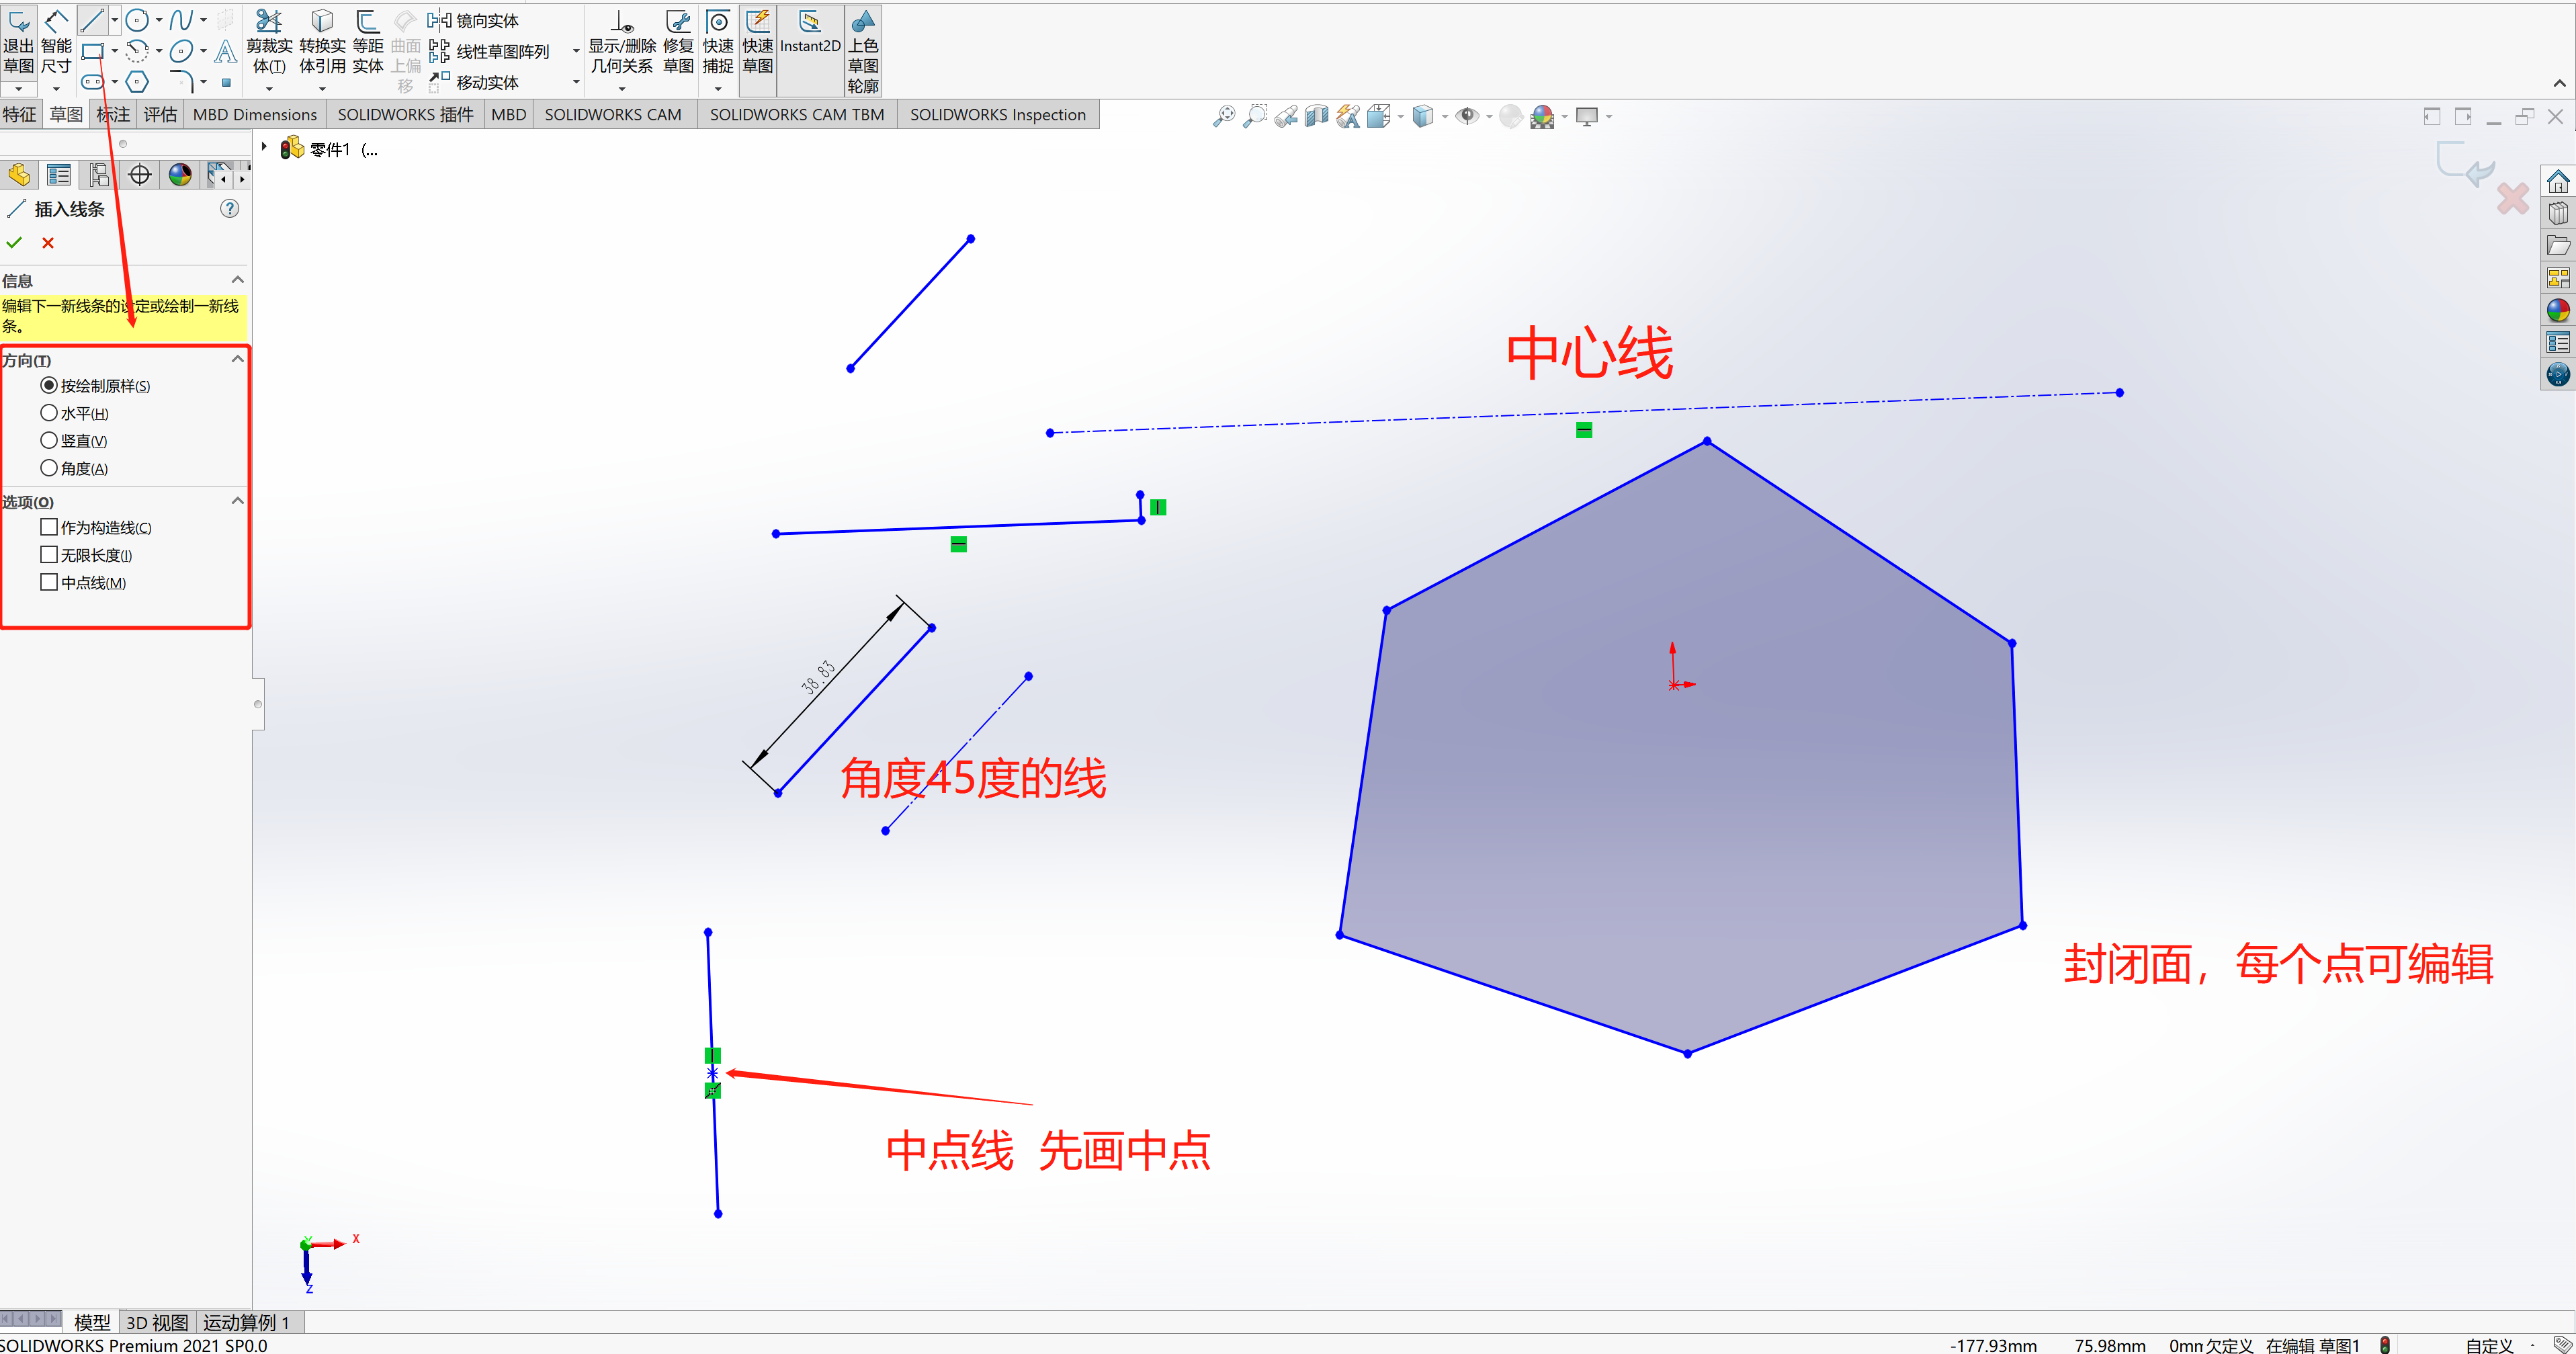 退出草图
智能尺寸
剪裁实体(T)
转换实体引用
等距实体
曲面上偏移
镜向实体
线性草图阵列
移动实体
显示/删除几何关系
修复草图
快速捕捉
快速草图
Instant2D
上色草图轮廓
特征 草图 标注 评估 MBD Dimensions SOLIDWORKS 插件 MBD SOLIDWORKS CAM SOLIDWORKS CAM TBM SOLIDWORKS Inspection
零件1 (...
插入线条
信息
编辑下一新线条的设定或绘制一新线
条。
方向(T)
按绘制原样(S)
水平(H)
竖直(V)
角度(A)
选项(O)
作为构造线(C)
无限长度(I)
中点线(M)
中心线
38.83
角度45度的线
封闭面，每个点可编辑
中点线 先画中点
Y
X
Z
模型 3D 视图 运动算例 1
SOLIDWORKS Premium 2021 SP0.0
-177.93mm 75.98mm 0mm 欠定义 在编辑 草图1 自定义